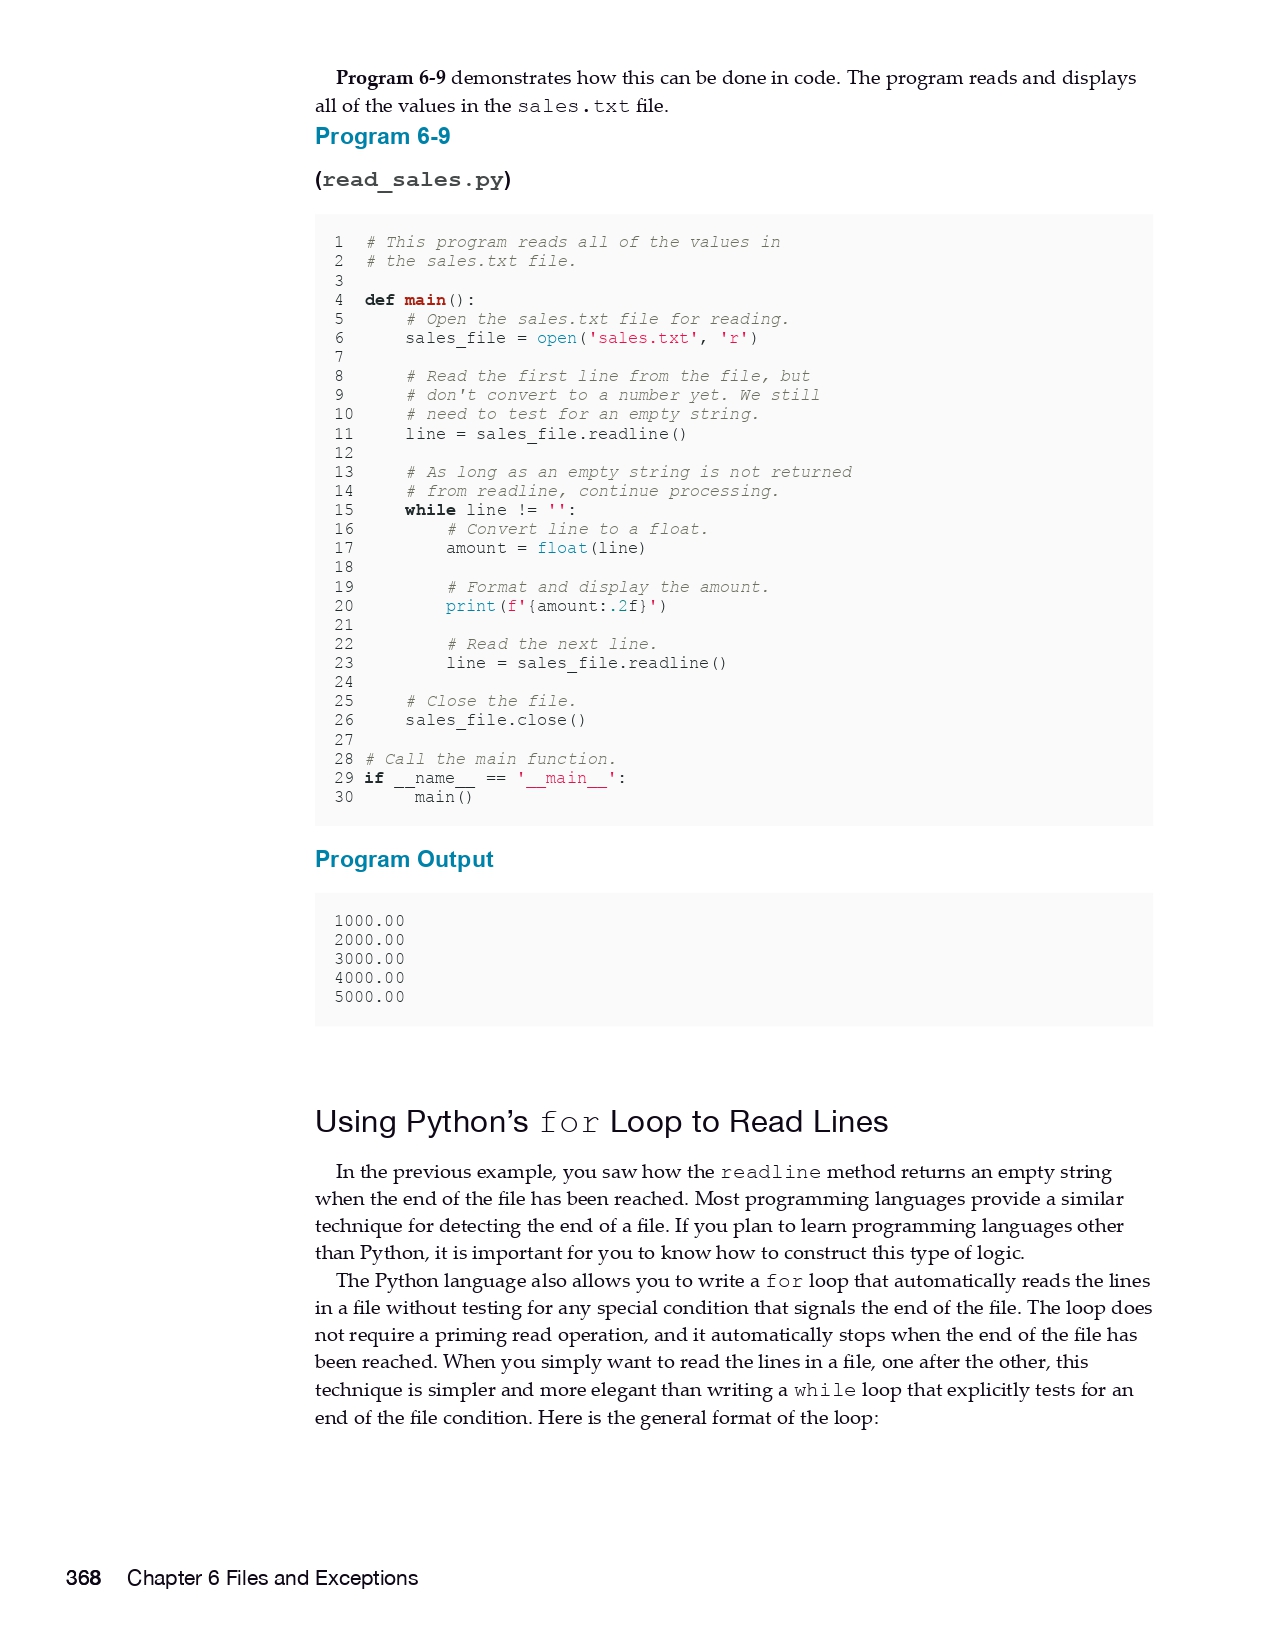 Program 6-9 demonstrates how this can be done in code. The program reads and displays
all of the values in the sales.txt file.
Program 6-9
(read_sales.py)
1  # This program reads all of the values in
2  # the sales.txt file.
3
4  def main():
5      # Open the sales.txt file for reading.
6      sales_file = open('sales.txt', 'r')
7
8      # Read the first line from the file, but
9      # don't convert to a number yet. We still
10     # need to test for an empty string.
11     line = sales_file.readline()
12
13     # As long as an empty string is not returned
14     # from readline, continue processing.
15     while line != '':
16         # Convert line to a float.
17         amount = float(line)
18
19         # Format and display the amount.
20         print(f'{amount:.2f}')
21
22         # Read the next line.
23         line = sales_file.readline()
24
25     # Close the file.
26     sales_file.close()
27
28 # Call the main function.
29 if __name__ == '__main__':
30      main()
Program Output
1000.00
2000.00
3000.00
4000.00
5000.00
Using Python’s for Loop to Read Lines
In the previous example, you saw how the readline method returns an empty string
when the end of the file has been reached. Most programming languages provide a similar
technique for detecting the end of a file. If you plan to learn programming languages other
than Python, it is important for you to know how to construct this type of logic.
The Python language also allows you to write a for loop that automatically reads the lines
in a file without testing for any special condition that signals the end of the file. The loop does
not require a priming read operation, and it automatically stops when the end of the file has
been reached. When you simply want to read the lines in a file, one after the other, this
technique is simpler and more elegant than writing a while loop that explicitly tests for an
end of the file condition. Here is the general format of the loop:
368 Chapter 6 Files and Exceptions